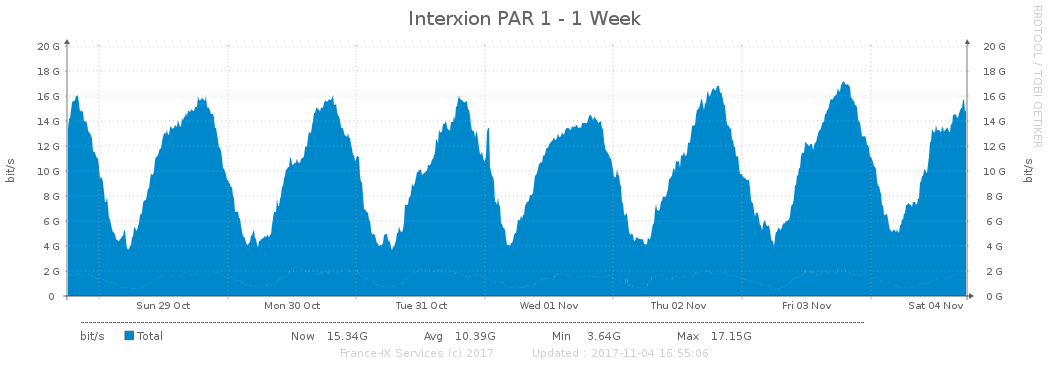 Interxion PAR 1 - 1 Week
RRDTOOL / TOBI OETIKER
20 G 20 G
18 G 18 G
16 G 16 G
14 G 14 G
12 G 12 G
10 G 10 G
8 G 8 G
6 G 6 G
4 G 4 G
2 G 2 G
0 0 G
bit/s bit/s
Sun 29 Oct Mon 30 Oct Tue 31 Oct Wed 01 Nov Thu 02 Nov Fri 03 Nov Sat 04 Nov
bit/s Total Now 15.34G Avg 10.39G Min 3.64G Max 17.15G
France-IX Services (c) 2017 Updated : 2017-11-04 16:55:06